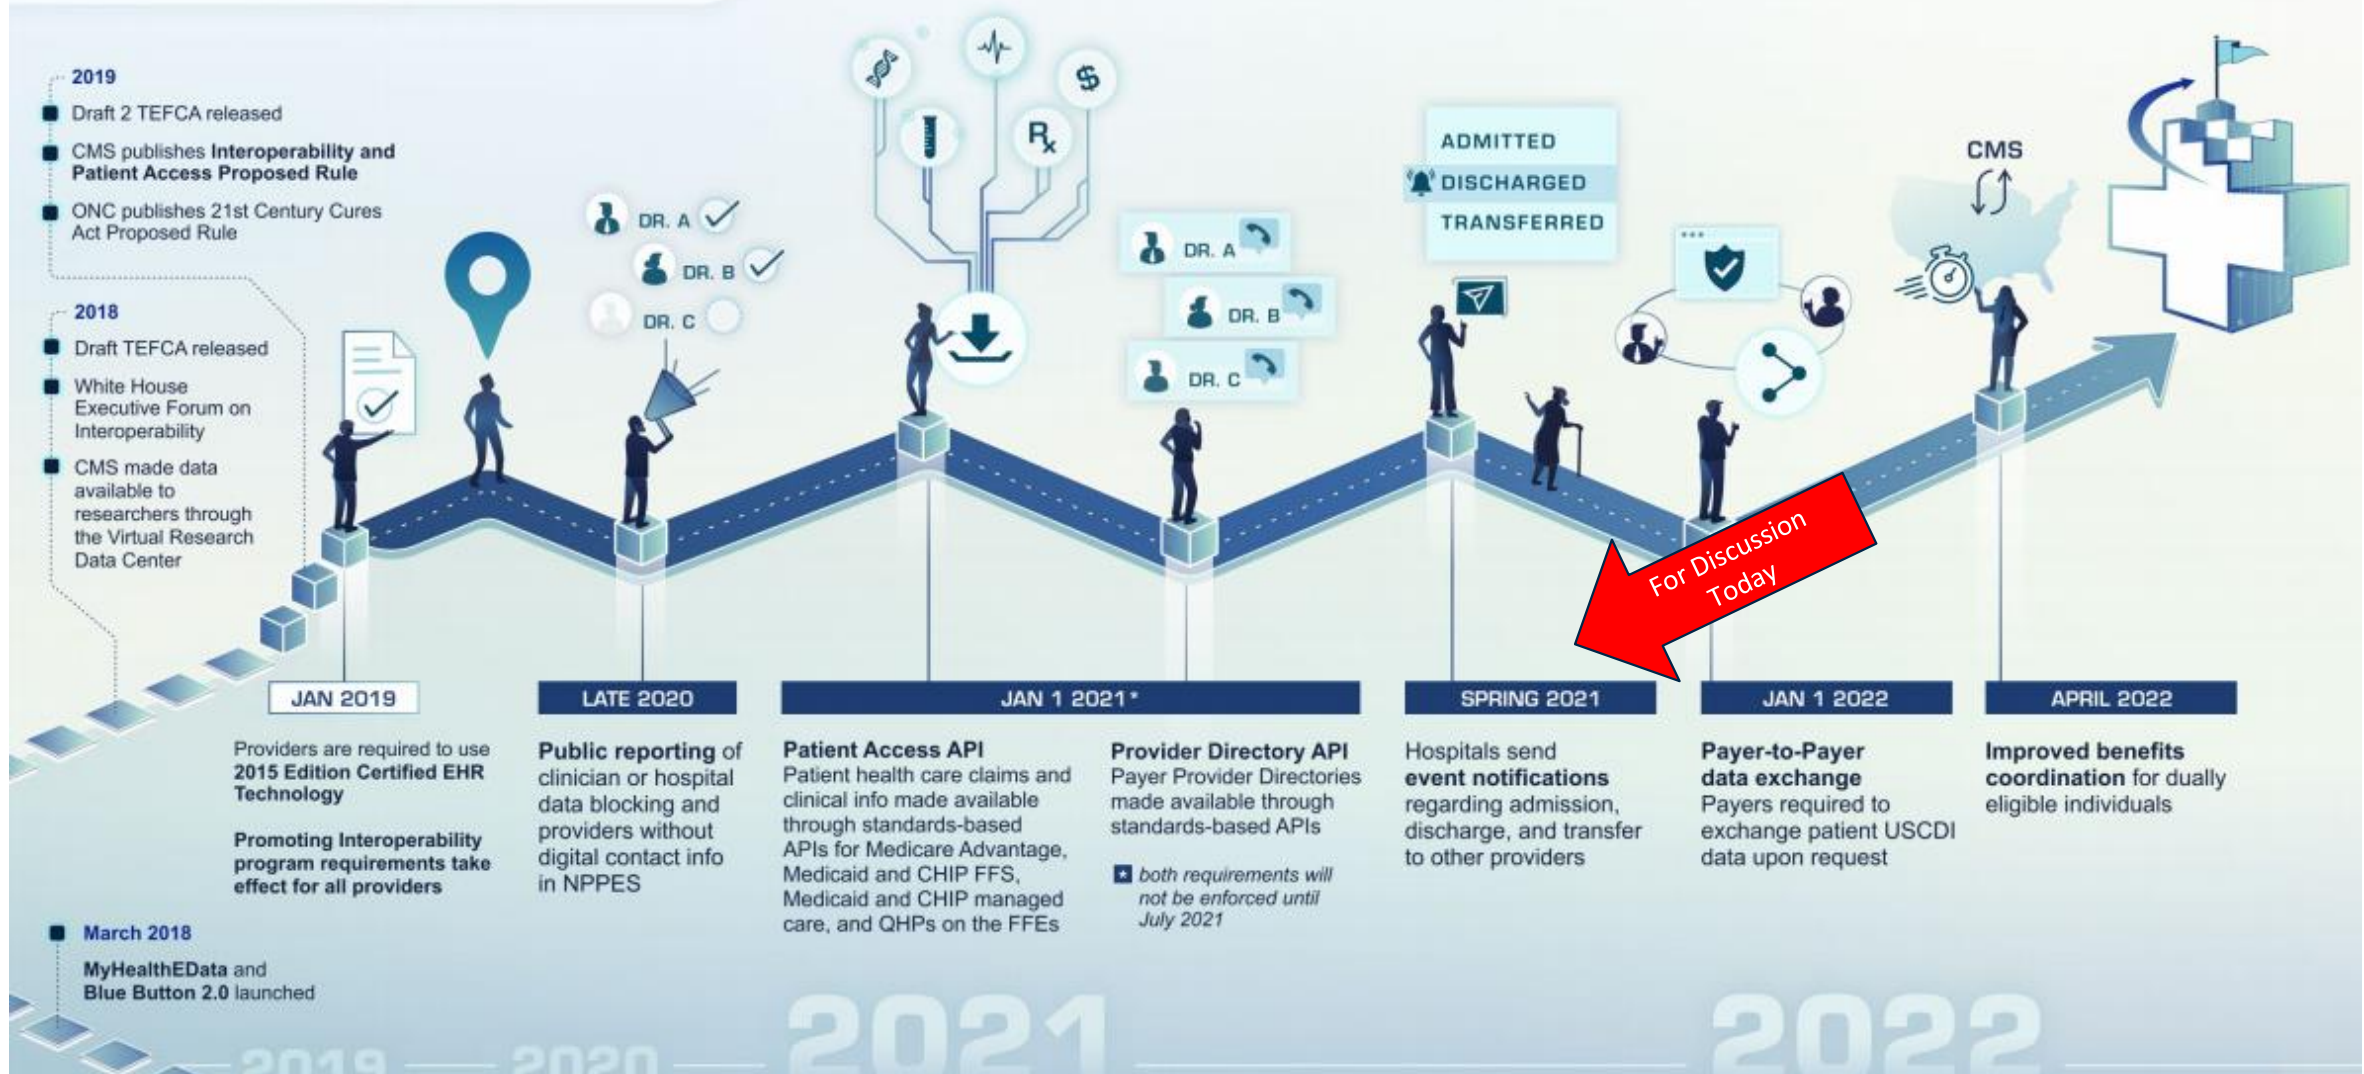 2019
Draft 2 TEFCA released
CMS publishes Interoperability and
Patient Access Proposed Rule
ONC publishes 21st Century Cures
Act Proposed Rule
2018
Draft TEFCA released
White House
Executive Forum on
Interoperability
CMS made data
available to
researchers through
the Virtual Research
Data Center
DR. A
DR. B
DR. C
$
Rx
DR. A
DR. B
DR. C
ADMITTED
DISCHARGED
TRANSFERRED
CMS
For Discussion
Today
JAN 2019
Providers are required to use
2015 Edition Certified EHR
Technology
Promoting Interoperability
program requirements take
effect for all providers
LATE 2020
Public reporting of
clinician or hospital
data blocking and
providers without
digital contact info
in NPPES
JAN 1 2021*
Patient Access API
Patient health care claims and
clinical info made available
through standards-based
APIs for Medicare Advantage,
Medicaid and CHIP FFS,
Medicaid and CHIP managed
care, and QHPs on the FFEs
Provider Directory API
Payer Provider Directories
made available through
standards-based APIs
* both requirements will
not be enforced until
July 2021
SPRING 2021
Hospitals send
event notifications
regarding admission,
discharge, and transfer
to other providers
JAN 1 2022
Payer-to-Payer
data exchange
Payers required to
exchange patient USCDI
data upon request
APRIL 2022
Improved benefits
coordination for dually
eligible individuals
March 2018
MyHealthEData and
Blue Button 2.0 launched
2019
2020
2021
2022